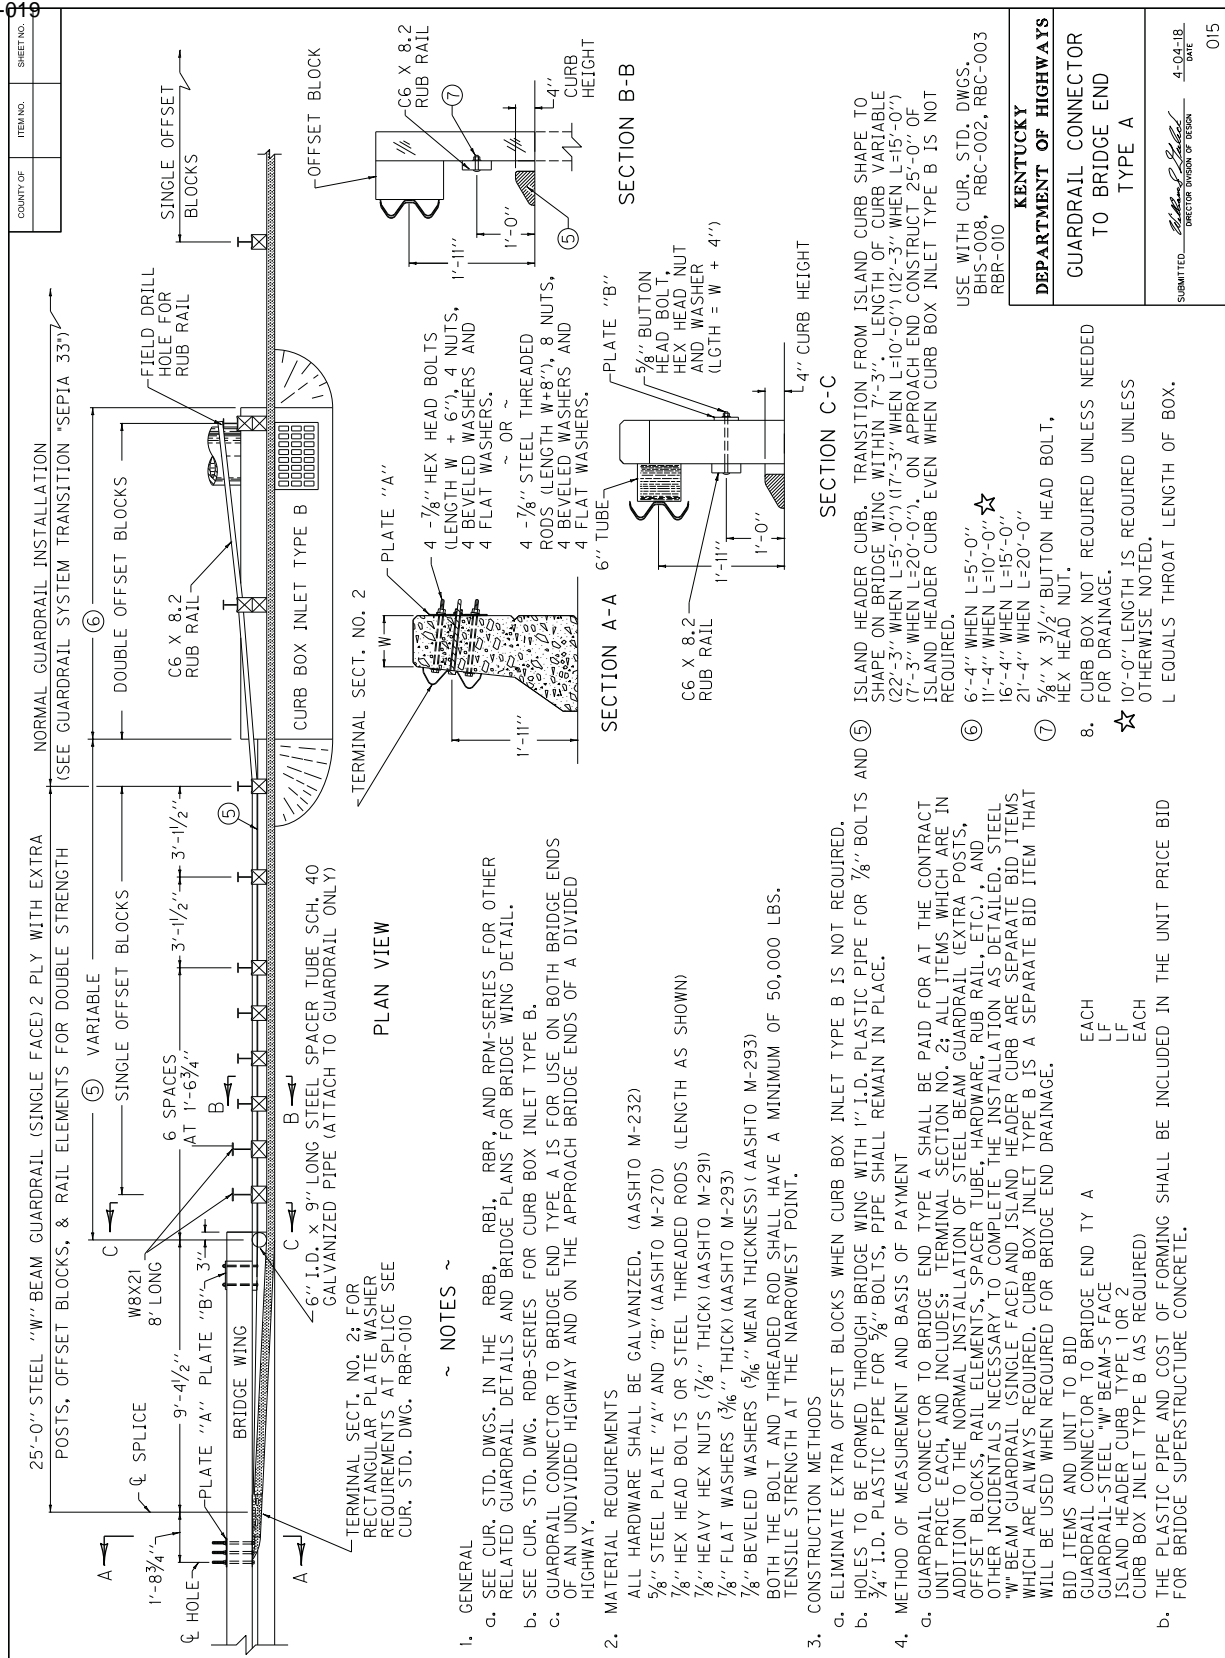 -019
COUNTY OF
ITEM NO.
SHEET NO.
25'-0" STEEL "W" BEAM GUARDRAIL (SINGLE FACE) 2 PLY WITH EXTRA
POSTS, OFFSET BLOCKS, & RAIL ELEMENTS FOR DOUBLE STRENGTH
NORMAL GUARDRAIL INSTALLATION
(SEE GUARDRAIL SYSTEM TRANSITION "SEPIA 33")
5 VARIABLE
6
SINGLE OFFSET BLOCKS
DOUBLE OFFSET BLOCKS
SINGLE OFFSET
BLOCKS
℄ SPLICE
1'-8¾"
9'-4½"
3"
W8X21
8' LONG
6 SPACES
AT 1'-6¾"
3'-1½"
3'-1½"
5
C6 X 8.2
RUB RAIL
FIELD DRILL
HOLE FOR
RUB RAIL
℄ HOLE
PLATE "A"
PLATE "B"
BRIDGE WING
CURB BOX INLET TYPE B
A
A
C
C
B
B
TERMINAL SECT. NO. 2; FOR
RECTANGULAR PLATE WASHER
REQUIREMENTS AT SPLICE SEE
CUR. STD. DWG. RBR-010
6" I.D. x 9" LONG STEEL SPACER TUBE SCH. 40
GALVANIZED PIPE (ATTACH TO GUARDRAIL ONLY)
PLAN VIEW
~ NOTES ~
1. GENERAL
a. SEE CUR. STD. DWGS. IN THE RBB, RBI, RBR, AND RPM-SERIES FOR OTHER
RELATED GUARDRAIL DETAILS AND BRIDGE PLANS FOR BRIDGE WING DETAIL.
b. SEE CUR. STD. DWG. RDB-SERIES FOR CURB BOX INLET TYPE B.
c. GUARDRAIL CONNECTOR TO BRIDGE END TYPE A IS FOR USE ON BOTH BRIDGE ENDS
OF AN UNDIVIDED HIGHWAY AND ON THE APPROACH BRIDGE ENDS OF A DIVIDED
HIGHWAY.
2. MATERIAL REQUIREMENTS
ALL HARDWARE SHALL BE GALVANIZED. (AASHTO M-232)
⅝" STEEL PLATE "A" AND "B" (AASHTO M-270)
⅞" HEX HEAD BOLTS OR STEEL THREADED RODS (LENGTH AS SHOWN)
⅞" HEAVY HEX NUTS (⅞" THICK) (AASHTO M-291)
⅞" FLAT WASHERS (3⁄16" THICK) (AASHTO M-293)
⅞" BEVELED WASHERS (5⁄16" MEAN THICKNESS) (AASHTO M-293)
BOTH THE BOLT AND THREADED ROD SHALL HAVE A MINIMUM OF 50,000 LBS.
TENSILE STRENGTH AT THE NARROWEST POINT.
3. CONSTRUCTION METHODS
a. ELIMINATE EXTRA OFFSET BLOCKS WHEN CURB BOX INLET TYPE B IS NOT REQUIRED.
b. HOLES TO BE FORMED THROUGH BRIDGE WING WITH 1" I.D. PLASTIC PIPE FOR ⅞" BOLTS AND
¾" I.D. PLASTIC PIPE FOR ⅝" BOLTS, PIPE SHALL REMAIN IN PLACE.
4. METHOD OF MEASUREMENT AND BASIS OF PAYMENT
a. GUARDRAIL CONNECTOR TO BRIDGE END TYPE A SHALL BE PAID FOR AT THE CONTRACT
UNIT PRICE EACH, AND INCLUDES: TERMINAL SECTION NO. 2; ALL ITEMS WHICH ARE IN
ADDITION TO THE NORMAL INSTALLATION OF STEEL BEAM GUARDRAIL (EXTRA POSTS,
OFFSET BLOCKS, RAIL ELEMENTS, SPACER TUBE, HARDWARE, RUB RAIL, ETC.), AND
OTHER INCIDENTALS NECESSARY TO COMPLETE THE INSTALLATION AS DETAILED. STEEL
"W" BEAM GUARDRAIL (SINGLE FACE) AND ISLAND HEADER CURB ARE SEPARATE BID ITEMS
WHICH ARE ALWAYS REQUIRED. CURB BOX INLET TYPE B IS A SEPARATE BID ITEM THAT
WILL BE USED WHEN REQUIRED FOR BRIDGE END DRAINAGE.
BID ITEMS AND UNIT TO BID
GUARDRAIL CONNECTOR TO BRIDGE END TY A EACH
GUARDRAIL-STEEL "W" BEAM-S FACE LF
ISLAND HEADER CURB TYPE 1 OR 2 LF
CURB BOX INLET TYPE B (AS REQUIRED) EACH
b. THE PLASTIC PIPE AND COST OF FORMING SHALL BE INCLUDED IN THE UNIT PRICE BID
FOR BRIDGE SUPERSTRUCTURE CONCRETE.
TERMINAL SECT. NO. 2
PLATE "A"
W
1'-11"
4 -⅞" HEX HEAD BOLTS
(LENGTH W + 6"), 4 NUTS,
4 BEVELED WASHERS AND
4 FLAT WASHERS.
~ OR ~
4 -⅞" STEEL THREADED
RODS (LENGTH W+8"), 8 NUTS,
4 BEVELED WASHERS AND
4 FLAT WASHERS.
SECTION A-A
OFFSET BLOCK
C6 X 8.2
RUB RAIL
7
1'-11"
1'-0"
5
4"
CURB
HEIGHT
SECTION B-B
6" TUBE
PLATE "B"
⅝" BUTTON
HEAD BOLT,
HEX HEAD NUT
AND WASHER
(LGTH = W + 4")
C6 X 8.2
RUB RAIL
1'-11"
1'-0"
4" CURB HEIGHT
SECTION C-C
5 ISLAND HEADER CURB. TRANSITION FROM ISLAND CURB SHAPE TO
SHAPE ON BRIDGE WING WITHIN 7'-3". LENGTH OF CURB VARIABLE
(22'-3" WHEN L=5'-0") (17'-3" WHEN L=10'-0") (12'-3" WHEN L=15'-0")
(7'-3" WHEN L=20'-0"). ON APPROACH END CONSTRUCT 25'-0" OF
ISLAND HEADER CURB EVEN WHEN CURB BOX INLET TYPE B IS NOT
REQUIRED.
6 6'-4" WHEN L=5'-0"
11'-4" WHEN L=10'-0" ☆
16'-4" WHEN L=15'-0"
21'-4" WHEN L=20'-0"
7 ⅝" X 3½" BUTTON HEAD BOLT,
HEX HEAD NUT.
8. CURB BOX NOT REQUIRED UNLESS NEEDED
FOR DRAINAGE.
☆ 10'-0" LENGTH IS REQUIRED UNLESS
OTHERWISE NOTED.
L EQUALS THROAT LENGTH OF BOX.
USE WITH CUR. STD. DWGS.
BHS-008, RBC-002, RBC-003
RBR-010
KENTUCKY
DEPARTMENT OF HIGHWAYS
GUARDRAIL CONNECTOR
TO BRIDGE END
TYPE A
SUBMITTED
DIRECTOR DIVISION OF DESIGN
4-04-18
DATE
015